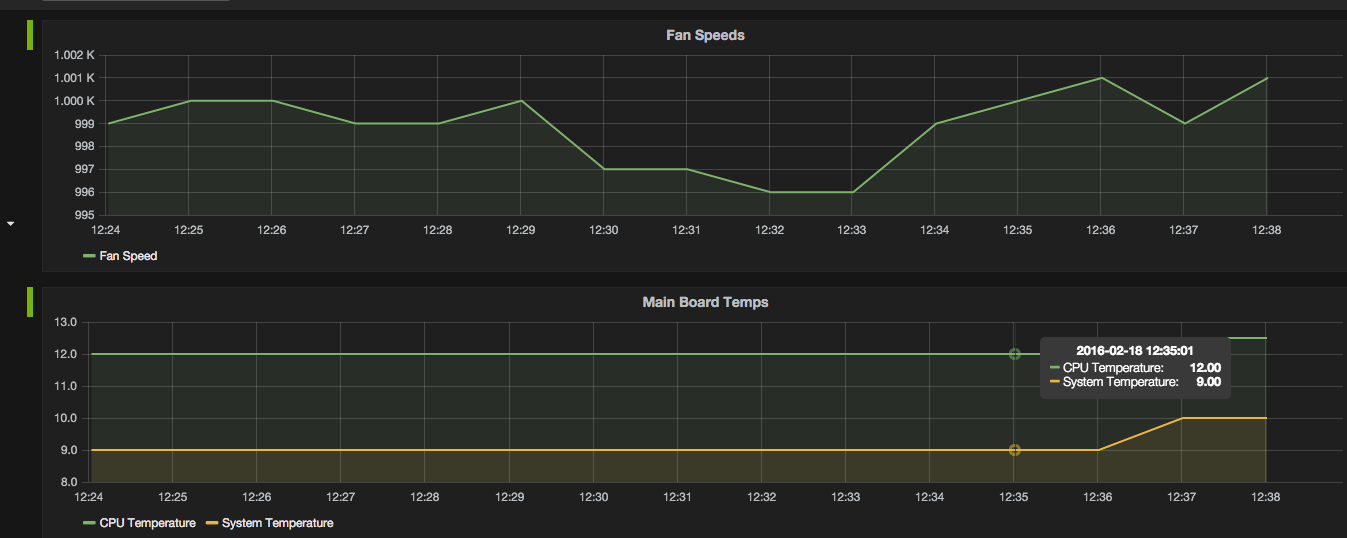 Fan Speeds
1.002 K
1.001 K
1.000 K
999
998
997
996
995
12:24 12:25 12:26 12:27 12:28 12:29 12:30 12:31 12:32 12:33 12:34 12:35 12:36 12:37 12:38
Fan Speed
Main Board Temps
13.0
12.0
11.0
10.0
9.0
8.0
2016-02-18 12:35:01
CPU Temperature: 12.00
System Temperature: 9.00
12:24 12:25 12:26 12:27 12:28 12:29 12:30 12:31 12:32 12:33 12:34 12:35 12:36 12:37 12:38
CPU Temperature System Temperature